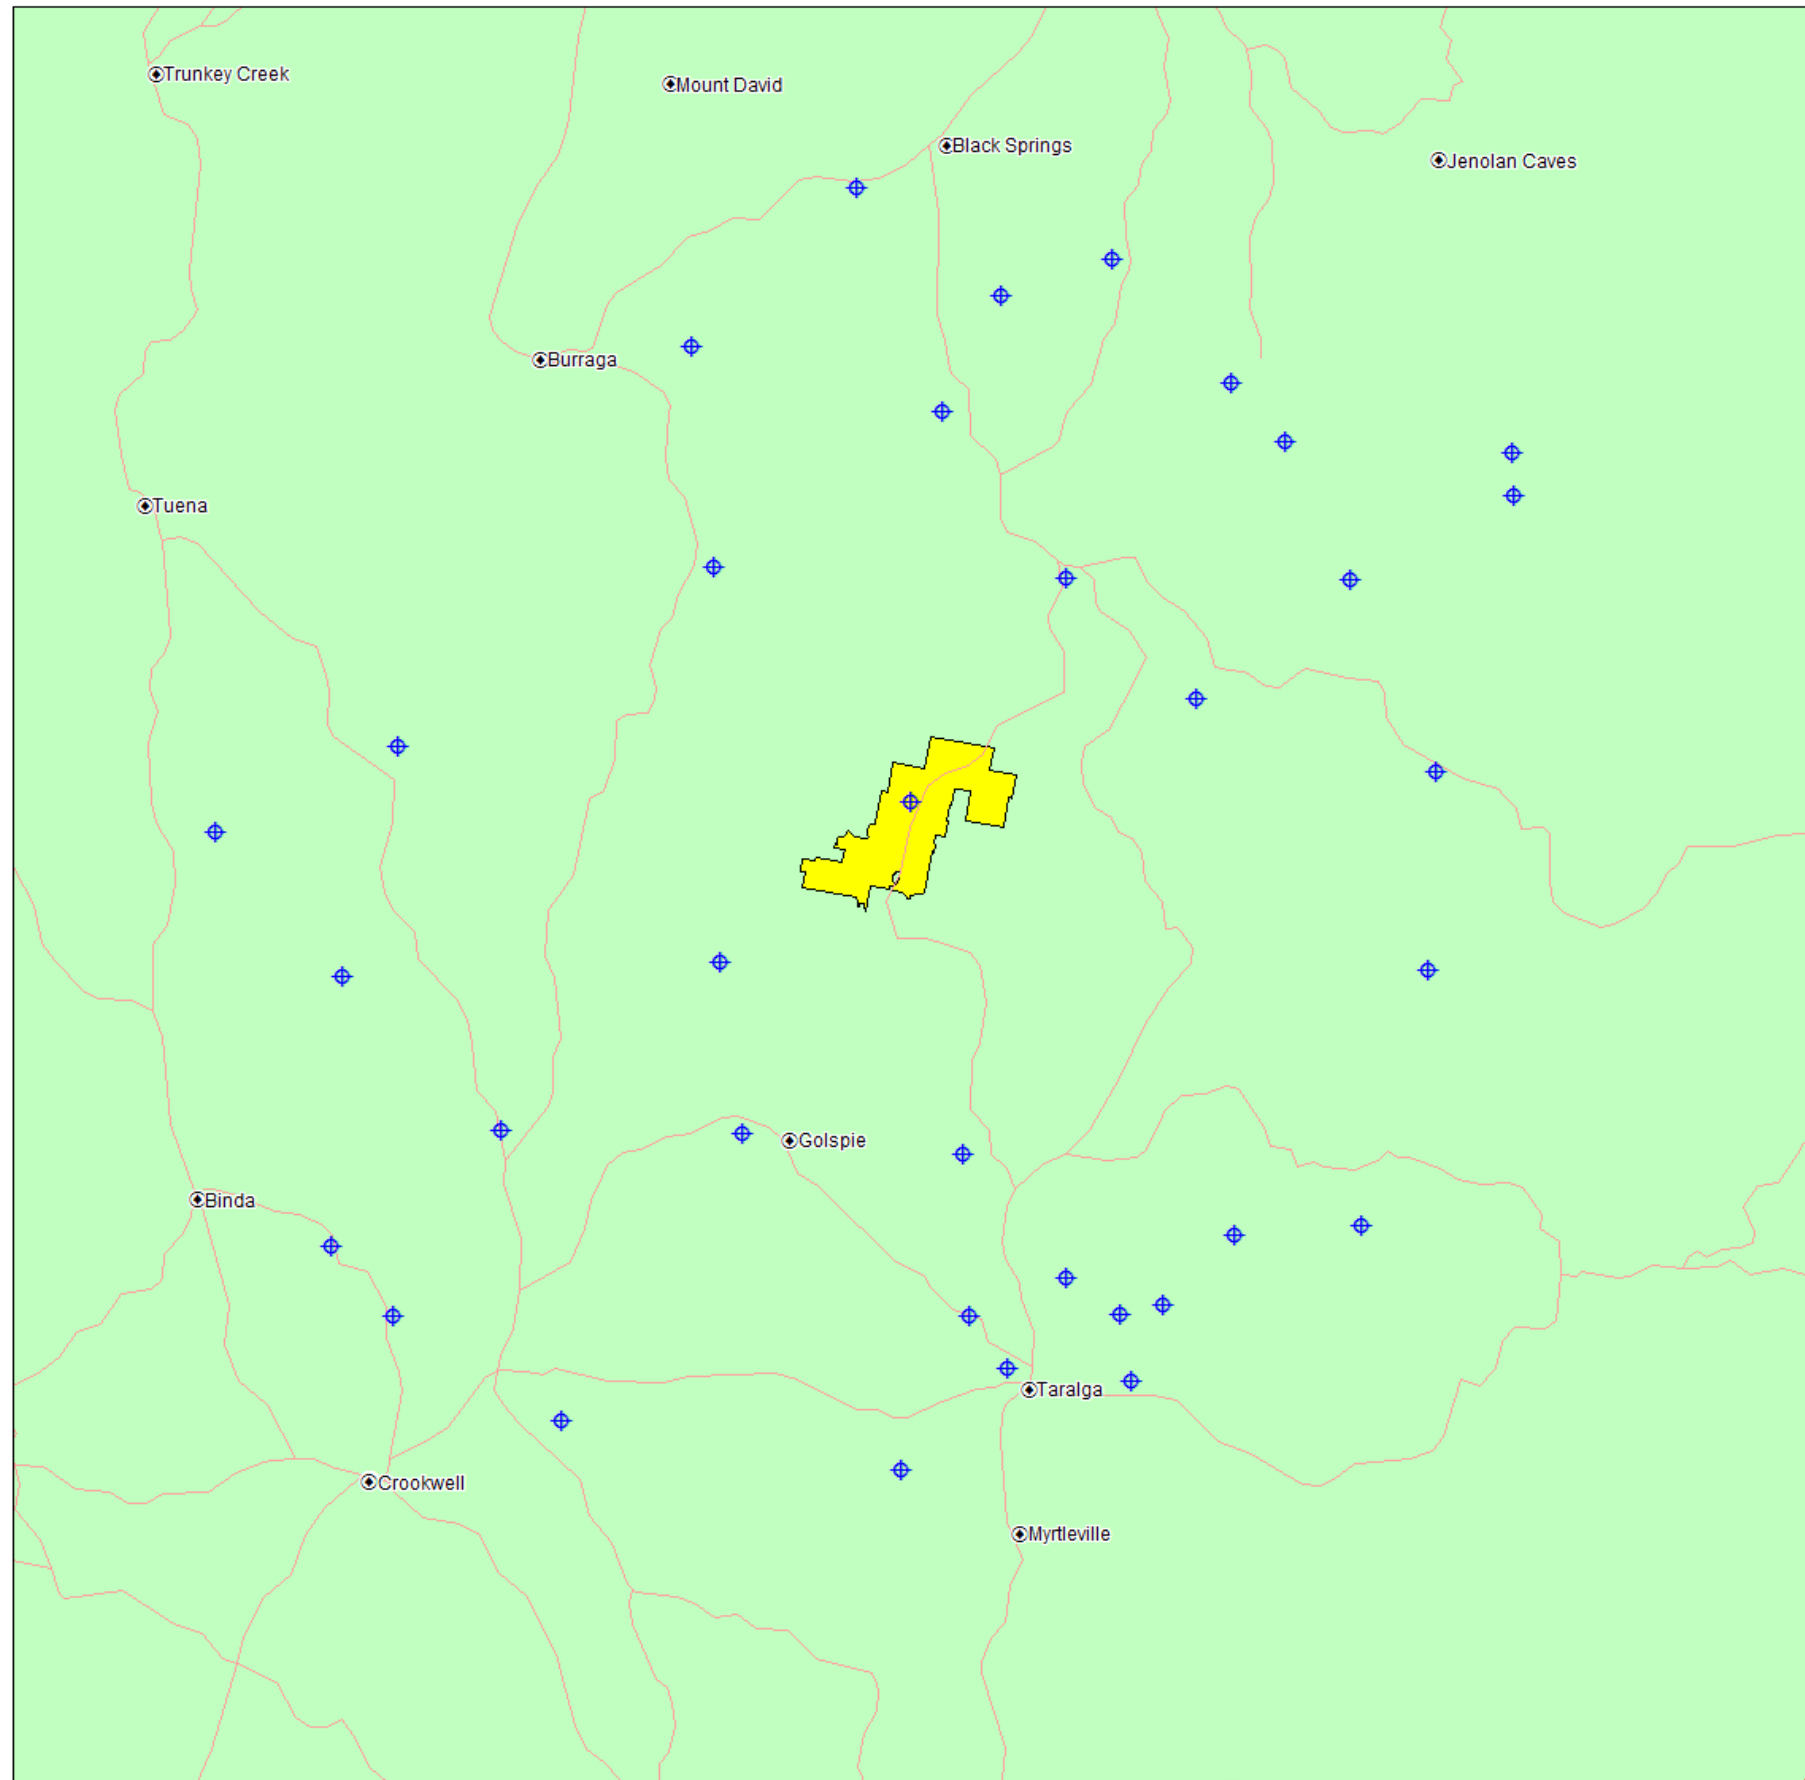 Trunkey Creek
Mount David
Black Springs
Jenolan Caves
Burraga
Tuena
Golspie
Binda
Taralga
Crookwell
Myrtleville